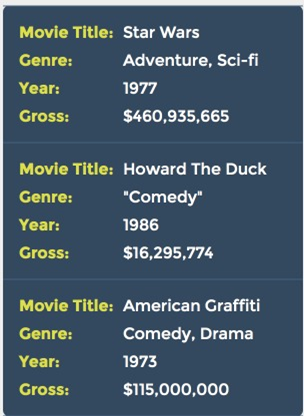 Movie Title: Star Wars
Genre: Adventure, Sci-fi
Year: 1977
Gross: $460,935,665
Movie Title: Howard The Duck
Genre: "Comedy"
Year: 1986
Gross: $16,295,774
Movie Title: American Graffiti
Genre: Comedy, Drama
Year: 1973
Gross: $115,000,000